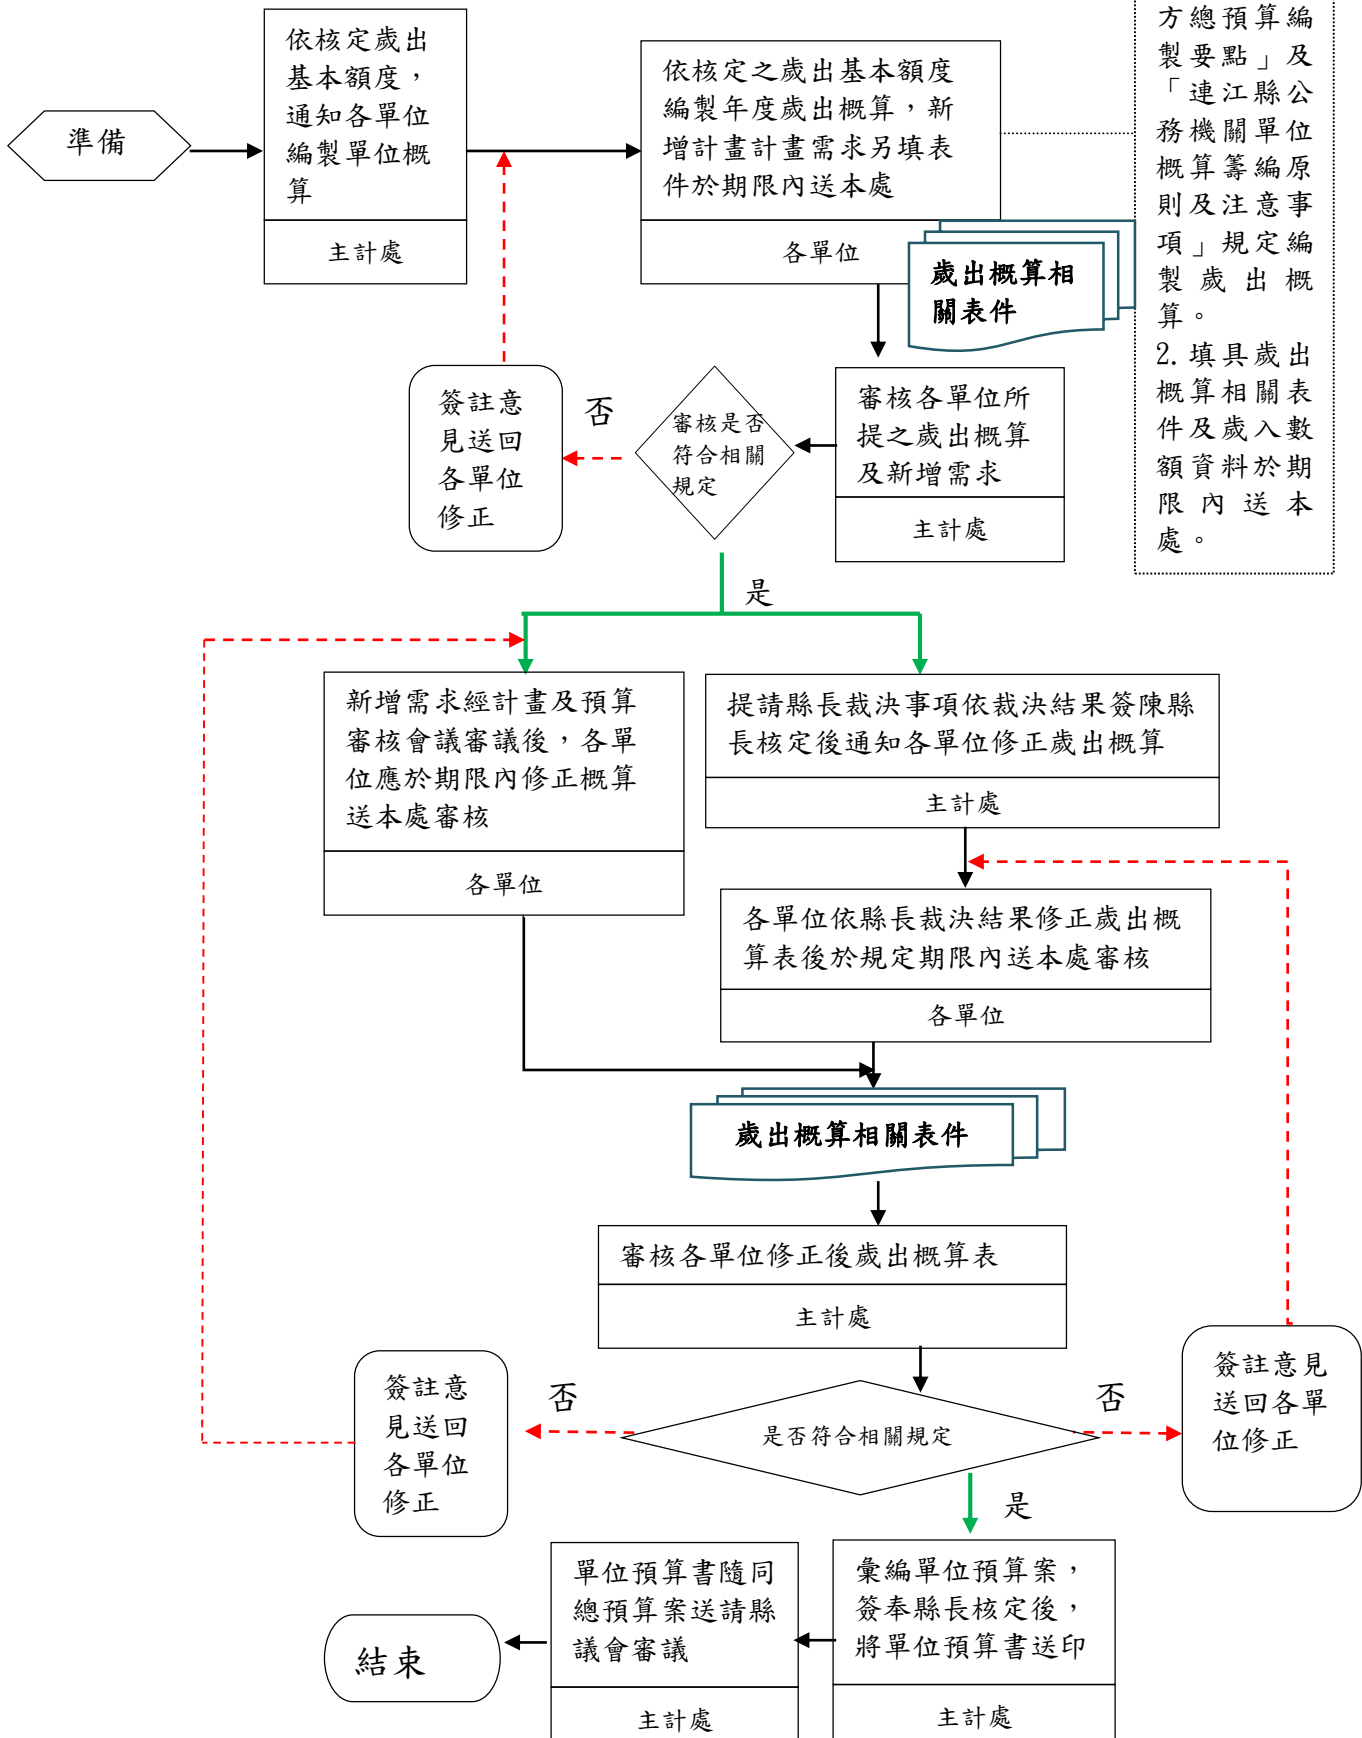 準備
依核定歲出
基本額度，
通知各單位
編製單位概
算
主計處
依核定之歲出基本額度
編製年度歲出概算，新
增計畫計畫需求另填表
件於期限內送本處
各單位
歲出概算相
關表件
方總預算編
製要點」及
「連江縣公
務機關單位
概算籌編原
則及注意事
項」規定編
製歲出概
算。
2.填具歲出
概算相關表
件及歲入數
額資料於期
限內送本
處。
審核各單位所
提之歲出概算
及新增需求
主計處
審核是否
符合相關
規定
否
簽註意
見送回
各單位
修正
是
新增需求經計畫及預算
審核會議審議後，各單
位應於期限內修正概算
送本處審核
各單位
提請縣長裁決事項依裁決結果簽陳縣
長核定後通知各單位修正歲出概算
主計處
各單位依縣長裁決結果修正歲出概
算表後於規定期限內送本處審核
各單位
歲出概算相關表件
審核各單位修正後歲出概算表
主計處
是否符合相關規定
否
簽註意
見送回
各單位
修正
否
簽註意見
送回各單
位修正
是
彙編單位預算案，
簽奉縣長核定後，
將單位預算書送印
主計處
單位預算書隨同
總預算案送請縣
議會審議
主計處
結束